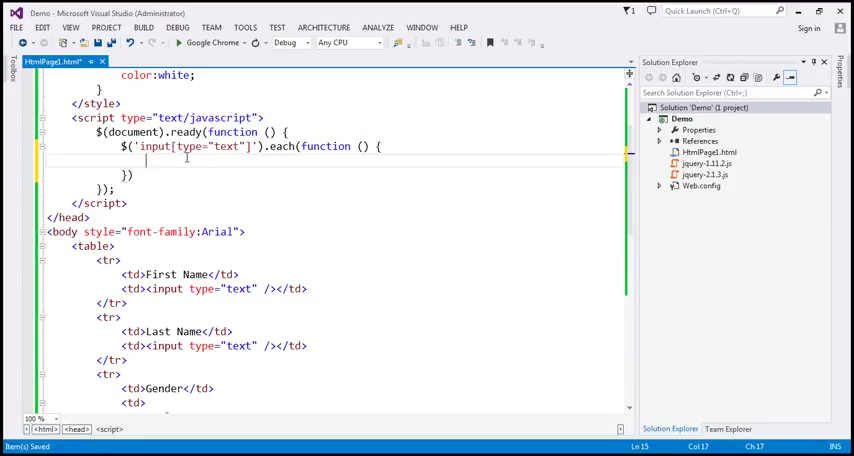 Demo - Microsoft Visual Studio (Administrator)
1
Quick Launch (Ctrl+Q)
FILE EDIT VIEW PROJECT BUILD DEBUG TEAM TOOLS TEST ARCHITECTURE ANALYZE WINDOW HELP
Sign in
Google Chrome
Debug
Any CPU
Toolbox
HtmlPage1.html*
Solution Explorer
Properties
Search Solution Explorer (Ctrl+;)
Solution 'Demo' (1 project)
Demo
Properties
References
HtmlPage1.html
jquery-1.11.2.js
jquery-2.1.3.js
Web.config
color:white;
}
</style>
<script type="text/javascript">
$(document).ready(function () {
$('input[type="text"]').each(function () {
})
});
</script>
</head>
<body style="font-family:Arial">
<table>
<tr>
<td>First Name</td>
<td><input type="text" /></td>
</tr>
<tr>
<td>Last Name</td>
<td><input type="text" /></td>
</tr>
<tr>
<td>Gender</td>
<td>
100 %
<html> <head> <script>
Solution Explorer Team Explorer
Item(s) Saved
Ln 15 Col 17 Ch 17 INS